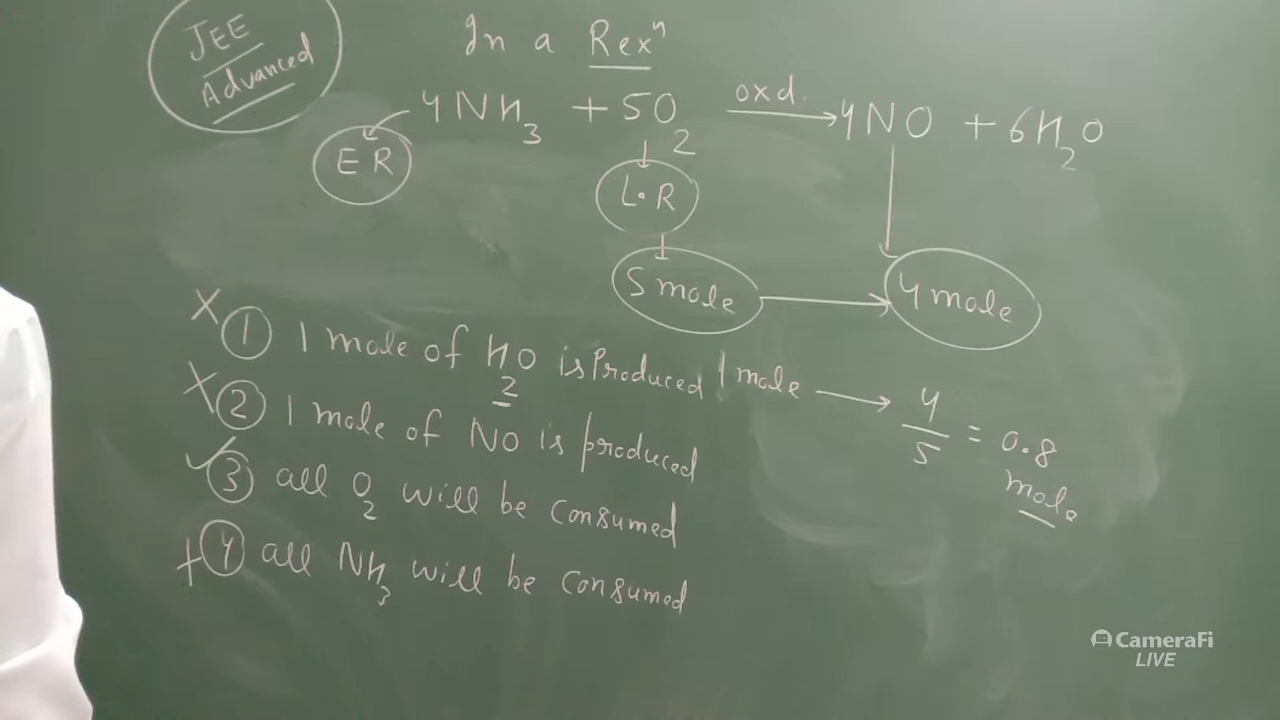 JEE
Advanced
In a Rexⁿ
4NH₃ + 5O₂ oxd. → 4NO + 6H₂O
ER
L.R
5 mole → 4 mole
X ① 1 mole of H₂O is Produced
1 mole → 4/5 = 0.8 mole
X ② 1 mole of NO is produced
✓ ③ all O₂ will be Consumed
+ ④ all NH₃ will be Consumed
CameraFi
LIVE